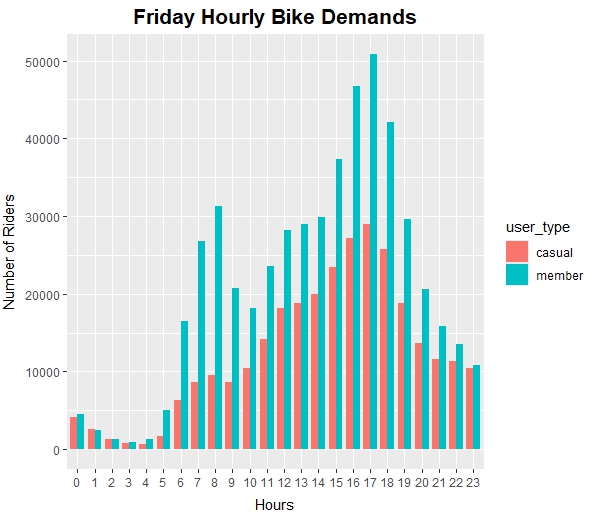 Friday Hourly Bike Demands
Number of Riders
50000
40000
30000
20000
10000
0
0 1 2 3 4 5 6 7 8 9 10 11 12 13 14 15 16 17 18 19 20 21 22 23
Hours
user_type
casual
member